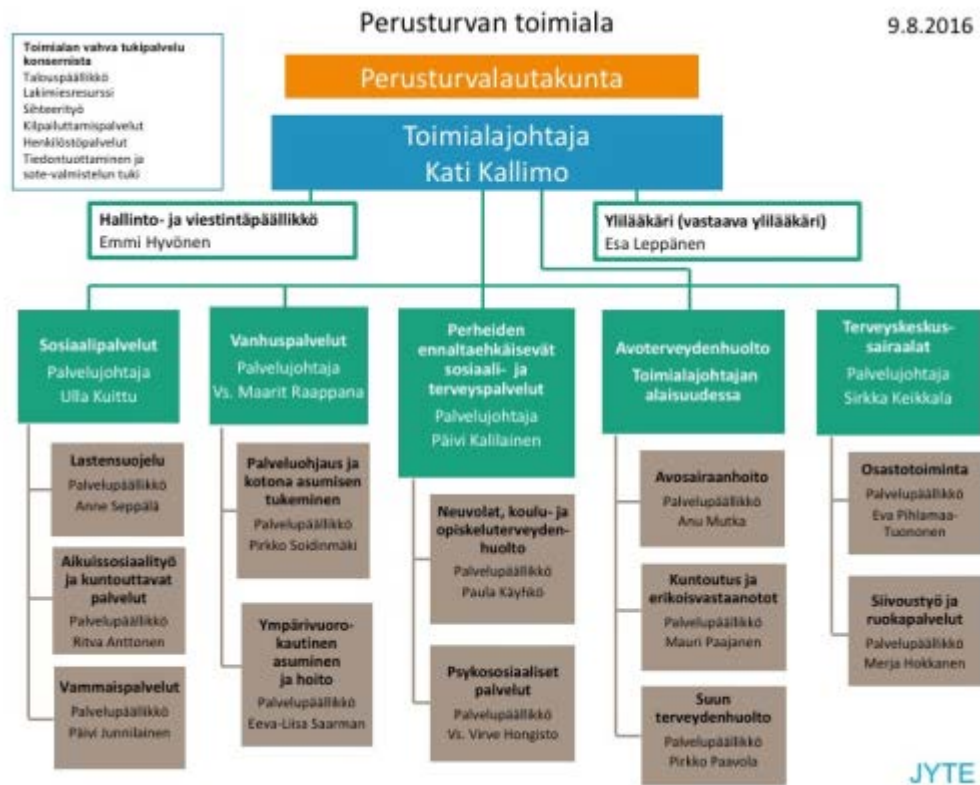 Perusturvan toimiala
9.8.2016
Toimialan vahva tukipalvelu
konsernista
Talouspäällikkö
Lakimiesresurssi
Sihteerityö
Kilpailuttamispalvelut
Henkilöstöpalvelut
Tiedontuottaminen ja
sote-valmistelun tuki
Perusturvalautakunta
Toimialajohtaja
Kati Kallimo
Hallinto- ja viestintäpäällikkö
Emmi Hyvönen
Ylilääkäri (vastaava ylilääkäri)
Esa Leppänen
Sosiaalipalvelut
Palvelujohtaja
Ulla Kuittu
Lastensuojelu
Palvelupäällikkö
Anne Seppälä
Aikuissosiaalityö
ja kuntouttavat
palvelut
Palvelupäällikkö
Ritva Anttonen
Vammaispalvelut
Palvelupäällikkö
Päivi Junnilainen
Vanhuspalvelut
Palvelujohtaja
Vs. Maarit Raappana
Palveluohjaus ja
kotona asumisen
tukeminen
Palvelupäällikkö
Pirkko Soidinmäki
Ympärivuoro-
kautinen
asuminen
ja hoito
Palvelupäällikkö
Eeva-Liisa Saarman
Perheiden
ennaltaehkäisevät
sosiaali- ja
terveyspalvelut
Palvelujohtaja
Päivi Kalilainen
Neuvolat, koulu- ja
opiskeluterveyden-
huolto
Palvelupäällikkö
Paula Käyhkö
Psykososiaaliset
palvelut
Palvelupäällikkö
Vs. Virve Hongisto
Avoterveydenhuolto
Toimialajohtajan
alaisuudessa
Avosairaanhoito
Palvelupäällikkö
Anu Mutka
Kuntoutus ja
erikoisvastaanotot
Palvelupäällikkö
Mauri Paajanen
Suun
terveydenhuolto
Palvelupäällikkö
Pirkko Paavola
Terveyskeskus-
sairaalat
Palvelujohtaja
Sirkka Keikkala
Osastotoiminta
Palvelupäällikkö
Eva Pihlamaa-
Tuononen
Siivoustyö ja
ruokapalvelut
Palvelupäällikkö
Merja Hokkanen
JYTE